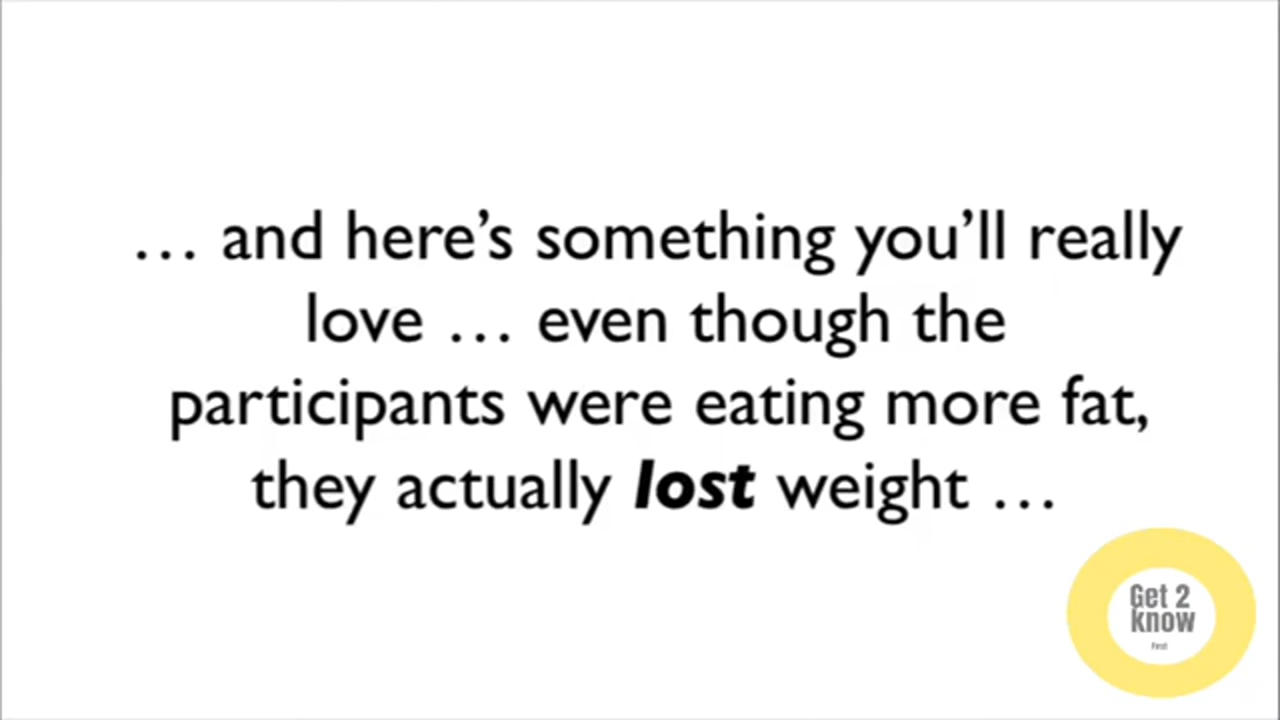 … and here’s something you’ll really
love … even though the
participants were eating more fat,
they actually lost weight …
Get 2
know
First